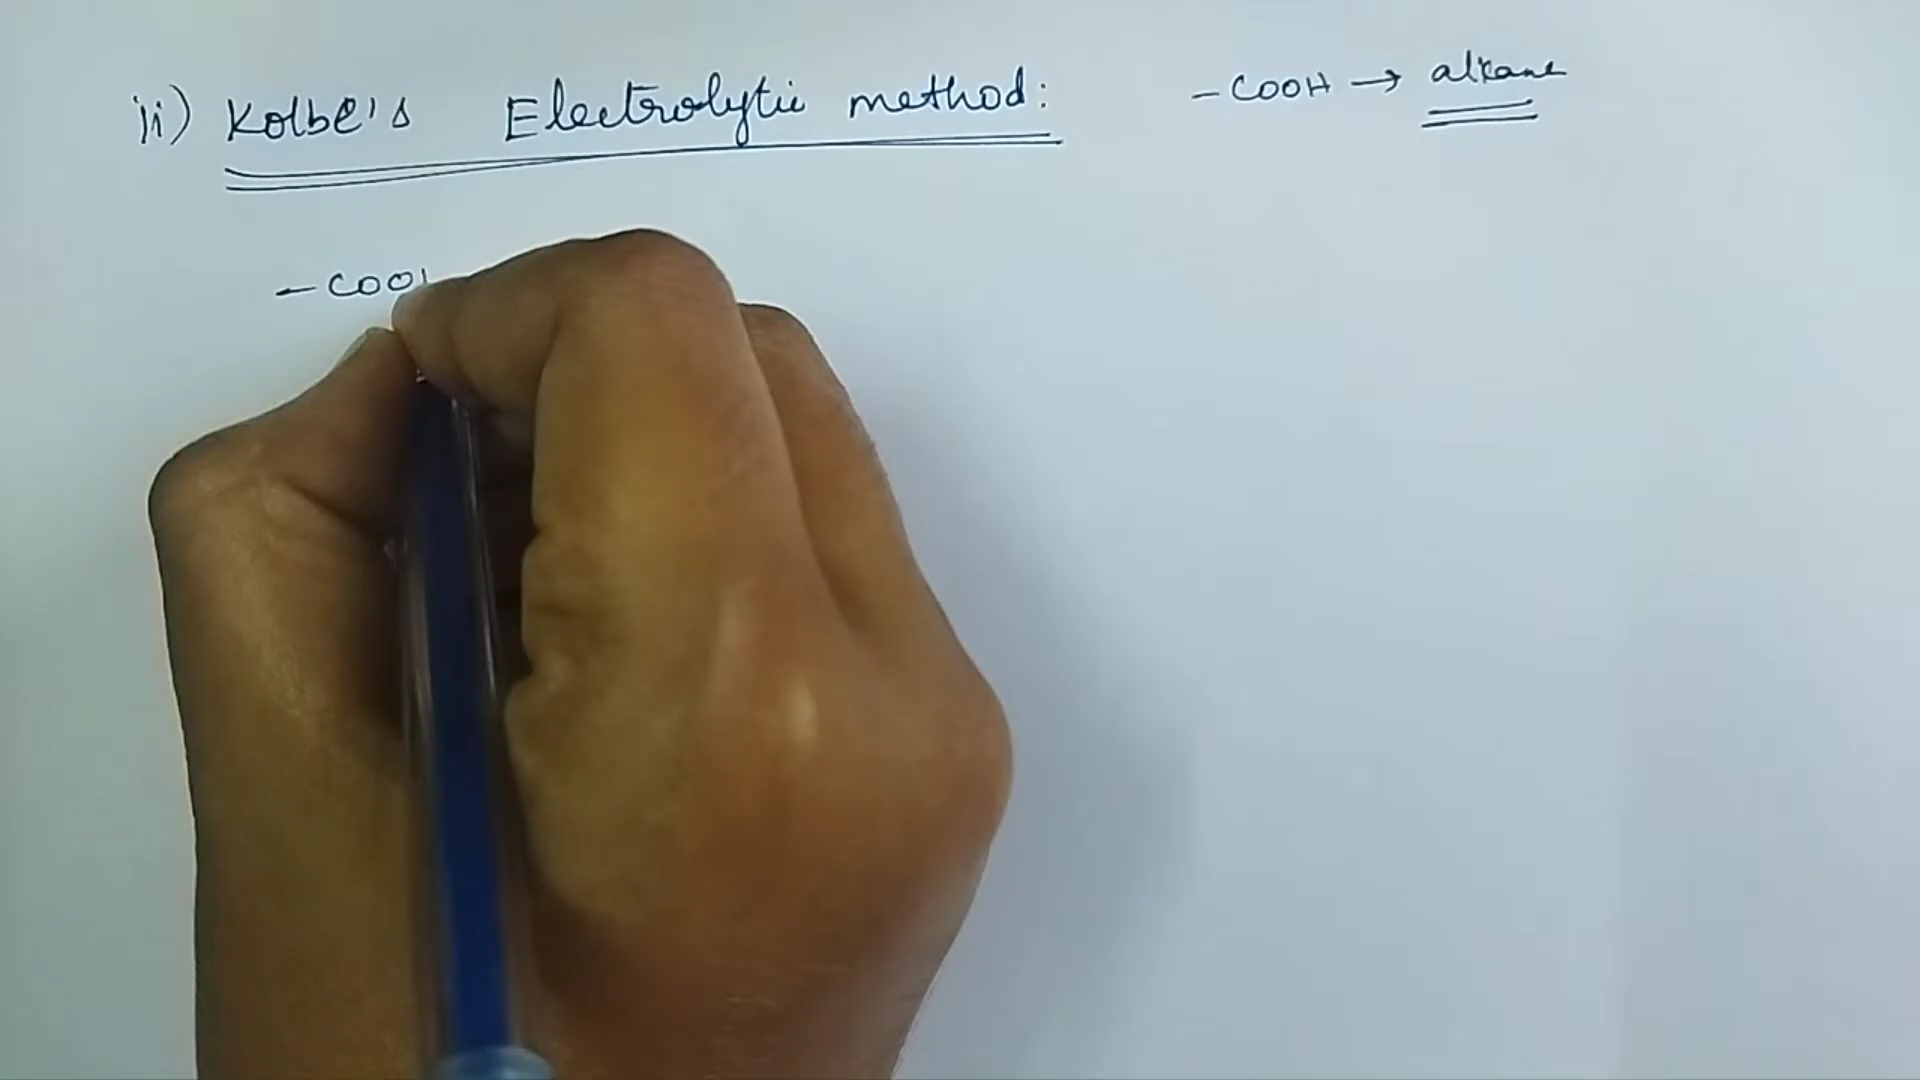 ii) Kolbe's Electrolytic method: -COOH → alkane
-COO